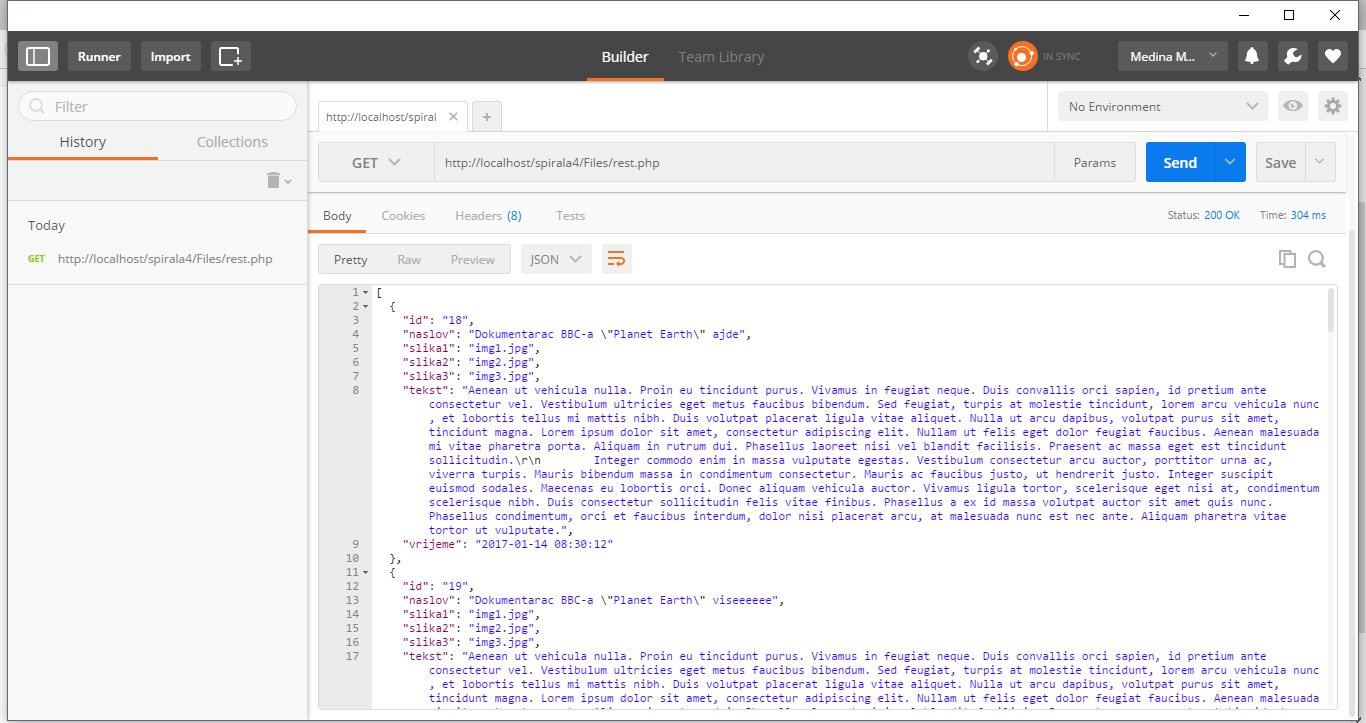 Runner
Import
Builder
Team Library
IN SYNC
Medina M...
Filter
History
Collections
Today
GET http://localhost/spirala4/Files/rest.php
http://localhost/spiral
No Environment
GET
http://localhost/spirala4/Files/rest.php
Params
Send
Save
Body
Cookies
Headers (8)
Tests
Status: 200 OK
Time: 304 ms
Pretty
Raw
Preview
JSON
1 [
2 {
3 "id": "18",
4 "naslov": "Dokumentarac BBC-a \"Planet Earth\" ajde",
5 "slika1": "img1.jpg",
6 "slika2": "img2.jpg",
7 "slika3": "img3.jpg",
8 "tekst": "Aenean ut vehicula nulla. Proin eu tincidunt purus. Vivamus in feugiat neque. Duis convallis orci sapien, id pretium ante
consectetur vel. Vestibulum ultricies eget metus faucibus bibendum. Sed feugiat, turpis at molestie tincidunt, lorem arcu vehicula nunc
, et lobortis tellus mi mattis nibh. Duis volutpat placerat ligula vitae aliquet. Nulla ut arcu dapibus, volutpat purus sit amet,
tincidunt magna. Lorem ipsum dolor sit amet, consectetur adipiscing elit. Nullam ut felis eget dolor feugiat faucibus. Aenean malesuada
mi vitae pharetra porta. Aliquam in rutrum dui. Phasellus laoreet nisi vel blandit facilisis. Praesent ac massa eget est tincidunt
sollicitudin.\r\n Integer commodo enim in massa vulputate egestas. Vestibulum consectetur arcu auctor, porttitor urna ac,
viverra turpis. Mauris bibendum massa in condimentum consectetur. Mauris ac faucibus justo, ut hendrerit justo. Integer suscipit
euismod sodales. Maecenas eu lobortis orci. Donec aliquam vehicula auctor. Vivamus ligula tortor, scelerisque eget nisi at, condimentum
scelerisque nibh. Duis consectetur sollicitudin felis vitae finibus. Phasellus a ex id massa volutpat auctor sit amet quis nunc.
Phasellus condimentum, orci et faucibus interdum, dolor nisi placerat arcu, at malesuada nunc est nec ante. Aliquam pharetra vitae
tortor ut vulputate.",
9 "vrijeme": "2017-01-14 08:30:12"
10 },
11 {
12 "id": "19",
13 "naslov": "Dokumentarac BBC-a \"Planet Earth\" viseeeeee",
14 "slika1": "img1.jpg",
15 "slika2": "img2.jpg",
16 "slika3": "img3.jpg",
17 "tekst": "Aenean ut vehicula nulla. Proin eu tincidunt purus. Vivamus in feugiat neque. Duis convallis orci sapien, id pretium ante
consectetur vel. Vestibulum ultricies eget metus faucibus bibendum. Sed feugiat, turpis at molestie tincidunt, lorem arcu vehicula nunc
, et lobortis tellus mi mattis nibh. Duis volutpat placerat ligula vitae aliquet. Nulla ut arcu dapibus, volutpat purus sit amet,
tincidunt magna. Lorem ipsum dolor sit amet, consectetur adipiscing elit. Nullam ut felis eget dolor feugiat faucibus. Aenean malesuada